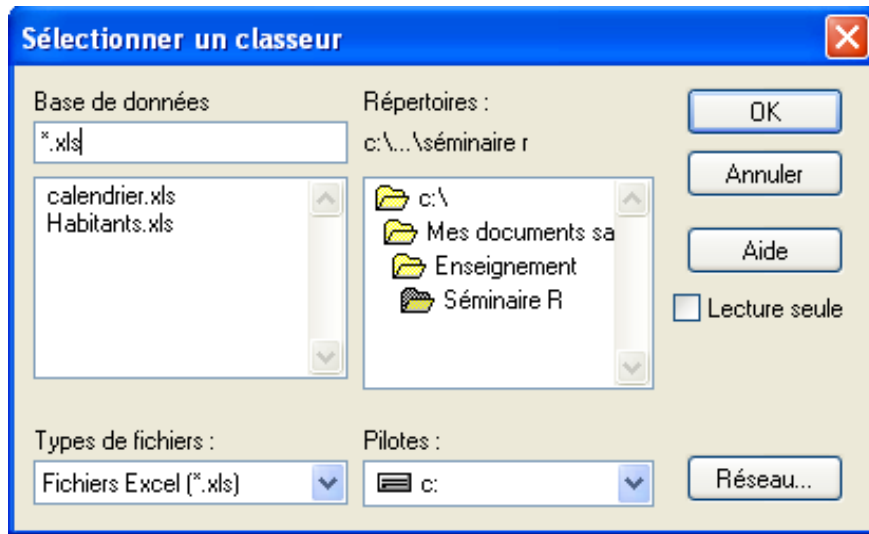 Sélectionner un classeur
Base de données
*.xls
calendrier.xls
Habitants.xls
Types de fichiers :
Fichiers Excel (*.xls)
Répertoires :
c:\...\séminaire r
c:\
Mes documents sa
Enseignement
Séminaire R
Pilotes :
c:
OK
Annuler
Aide
Lecture seule
Réseau...